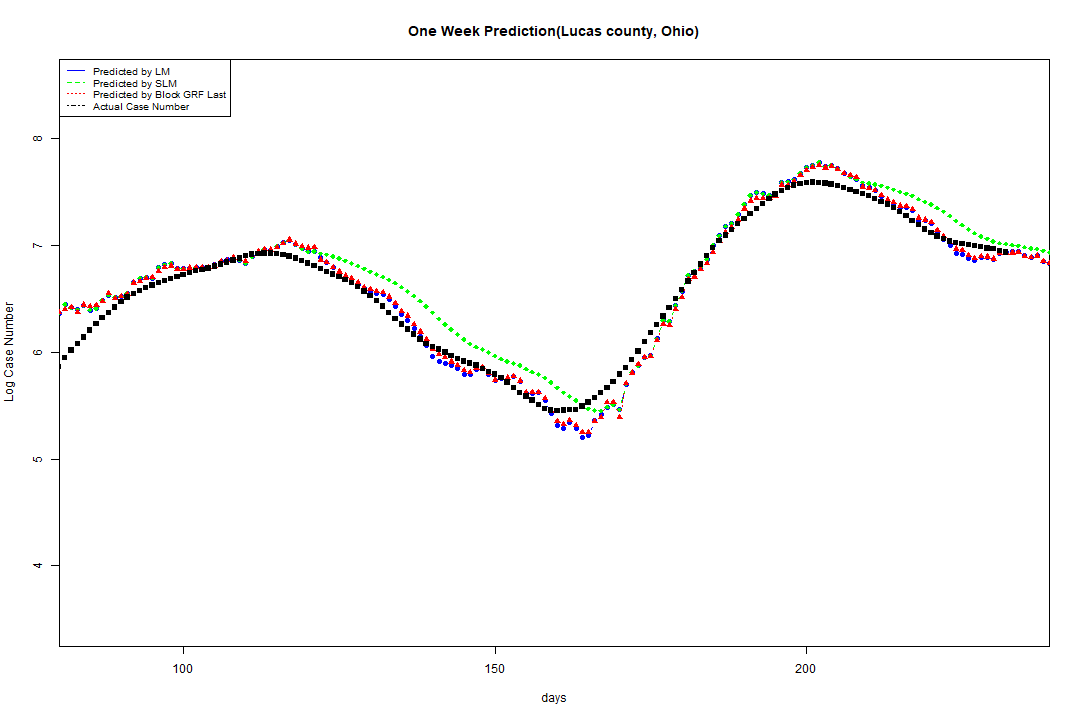 One Week Prediction(Lucas county, Ohio)
Predicted by LM
Predicted by SLM
Predicted by Block GRF Last
Actual Case Number
8
7
6
5
4
Log Case Number
100
150
200
days